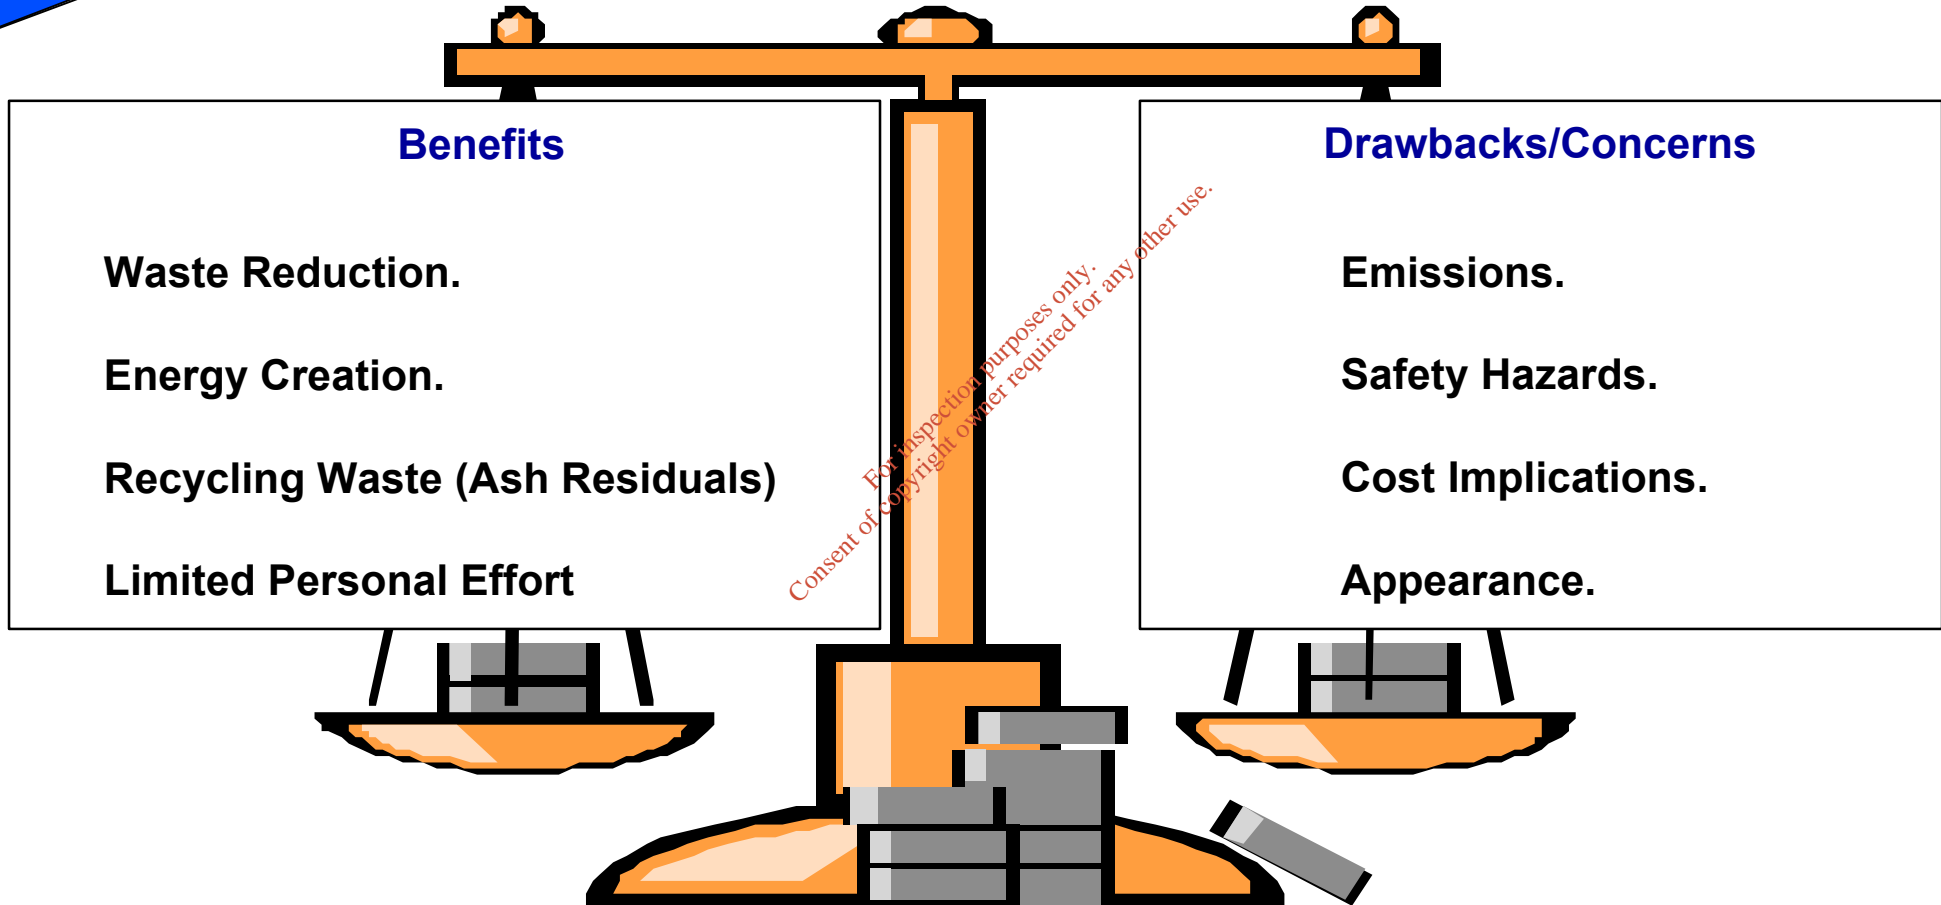 Benefits
Waste Reduction.
Energy Creation.
Recycling Waste (Ash Residuals)
Limited Personal Effort
For inspection purposes only.
Consent of copyright owner required for any other use.
Drawbacks/Concerns
Emissions.
Safety Hazards.
Cost Implications.
Appearance.